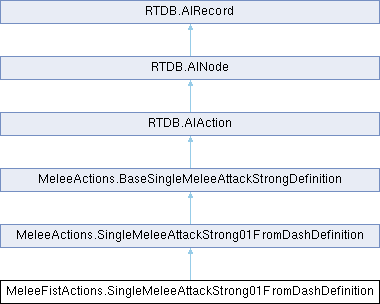 RTDB.AIRecord
RTDB.AINode
RTDB.AIAction
MeleeActions.BaseSingleMeleeAttackStrongDefinition
MeleeActions.SingleMeleeAttackStrong01FromDashDefinition
MeleeFistActions.SingleMeleeAttackStrong01FromDashDefinition